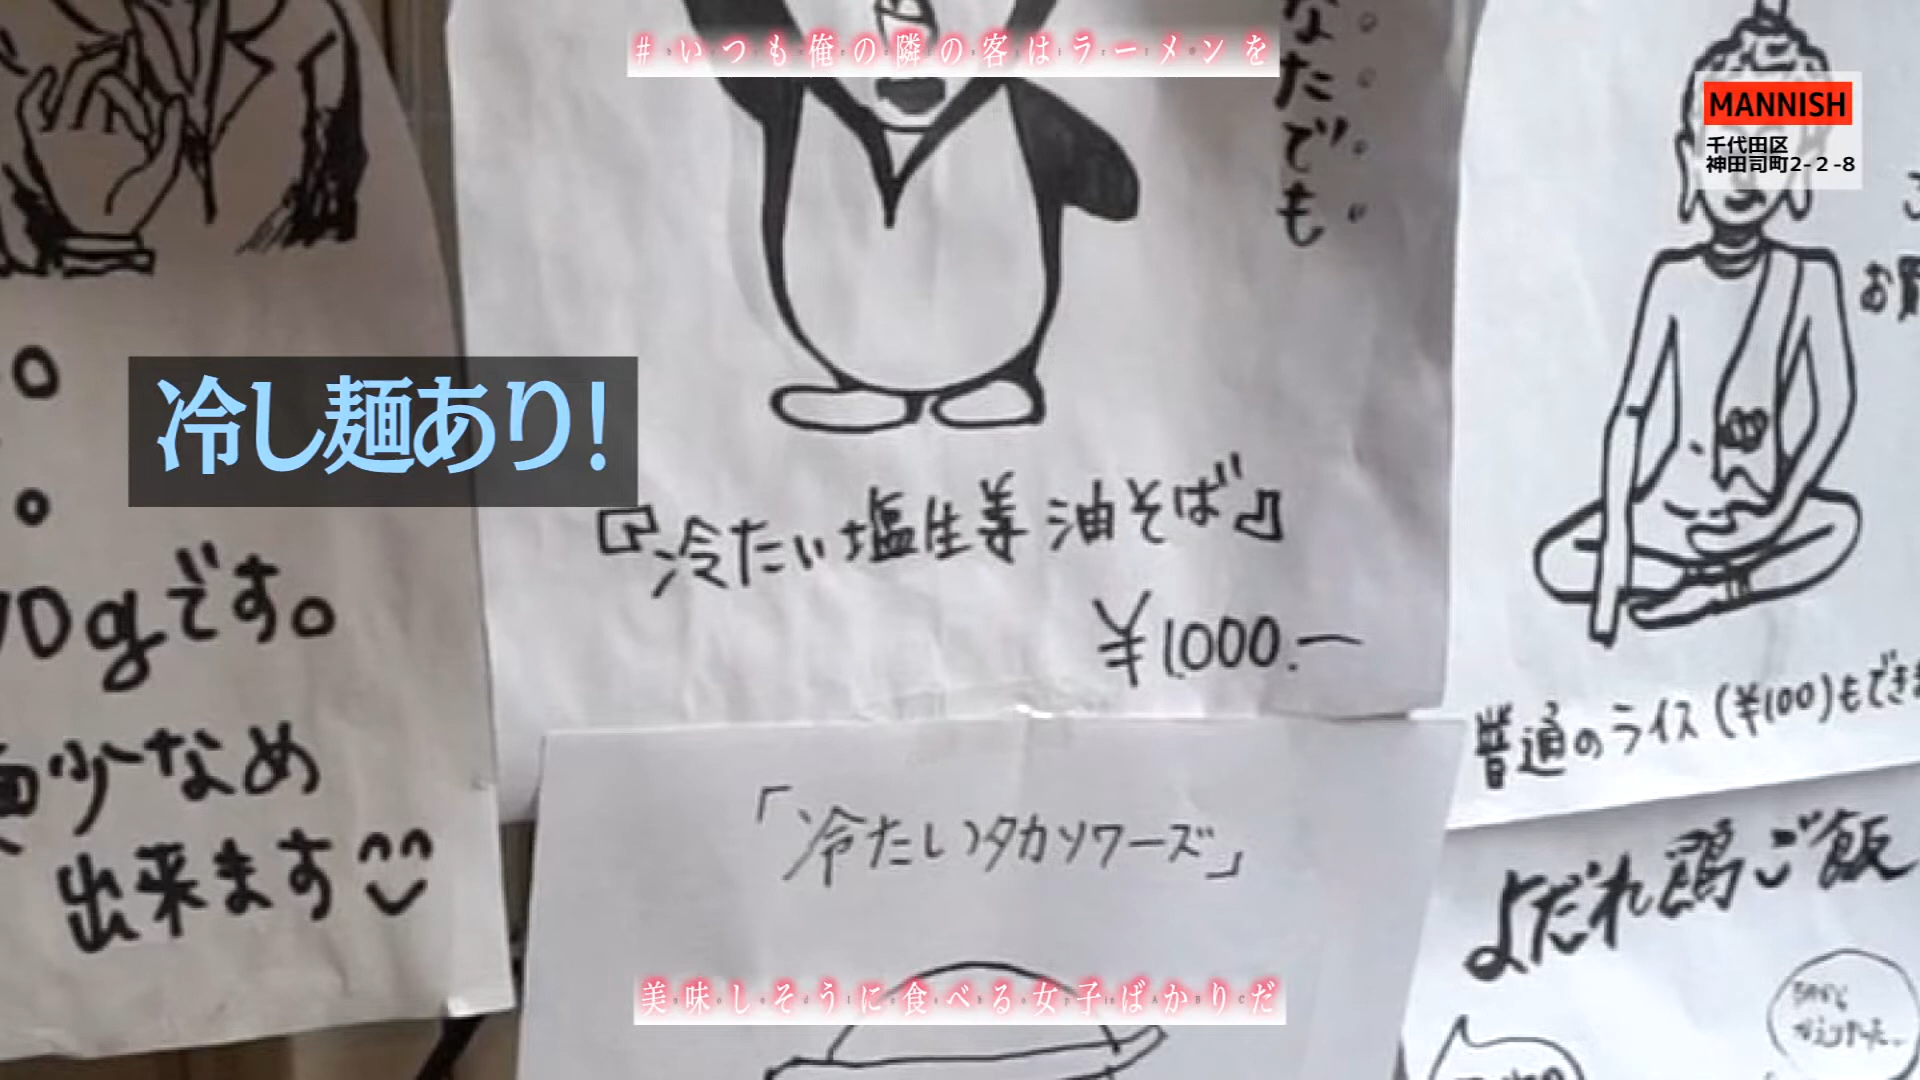 #いつも俺の隣の客はラーメンを
MANNISH
千代田区
神田司町2-2-8
なたでも
お買
冷し麺あり!
『冷たい塩生姜油そば』
¥1,000.-
gです。
少なめ
出来ます
普通のライス(¥100)もでき
「冷たいタカソワーズ」
よだれ鶏ご飯
美味しそうに食べる女子ばかりだ